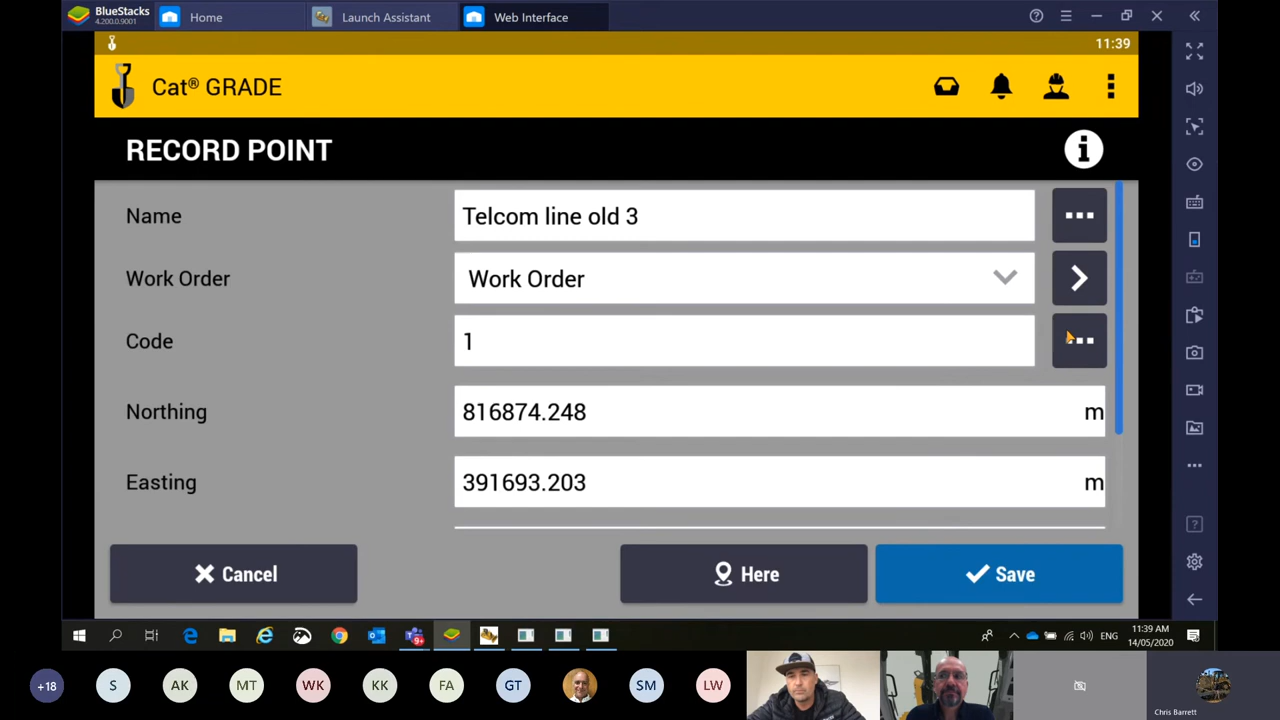 BlueStacks
4.200.0.9001
Home
Launch Assistant
Web Interface
11:39
Cat® GRADE
RECORD POINT
Name
Telcom line old 3
Work Order
Work Order
Code
1
Northing
816874.248 m
Easting
391693.203 m
Cancel
Here
Save
9+
ENG
11:39 AM
14/05/2020
+18
S
AK
MT
WK
KK
FA
GT
SM
LW
Chris Barrett